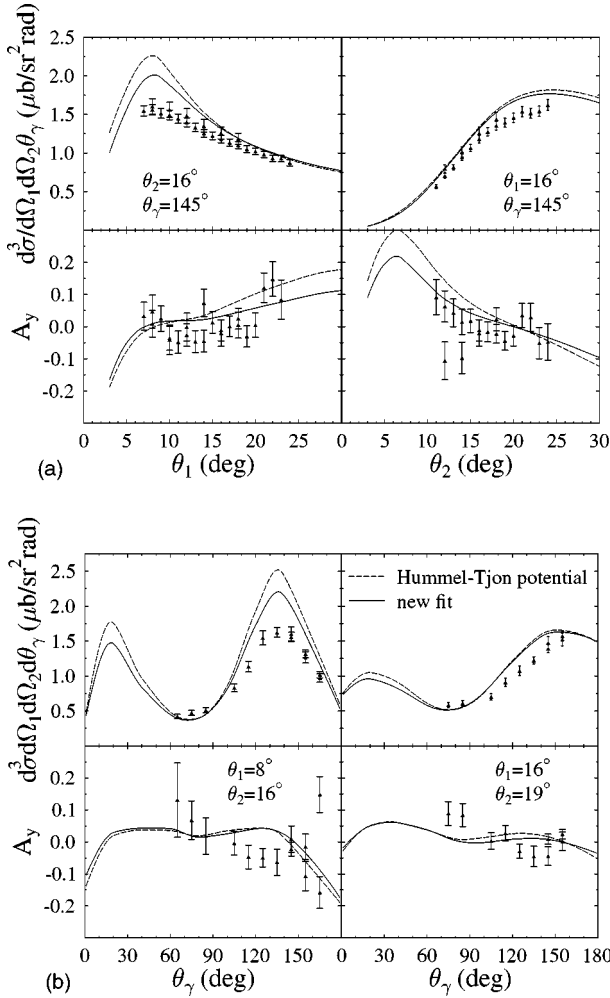 d³σ/dΩ₁dΩ₂θγ (μb/sr²rad)
2.5
2.0
1.5
1.0
0.5
θ₂=16°
θγ=145°
θ₁=16°
θγ=145°
A_y
0.2
0.1
0.0
-0.1
-0.2
0 5 10 15 20 25 0 5 10 15 20 25 30
(a) θ₁ (deg) θ₂ (deg)
d³σdΩ₁dΩ₂dθγ (μb/sr²rad)
2.5
2.0
1.5
1.0
0.5
Hummel-Tjon potential
new fit
A_y
0.2
0.1
0.0
-0.1
-0.2
θ₁=8°
θ₂=16°
θ₁=16°
θ₂=19°
0 30 60 90 120 150 0 30 60 90 120 150 180
(b) θγ (deg) θγ (deg)